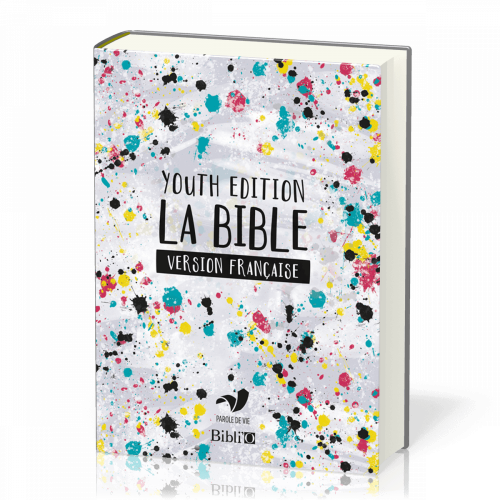 YOUTH EDITION
LA BIBLE
VERSION FRANÇAISE
PAROLE DE VIE
Bibli'O